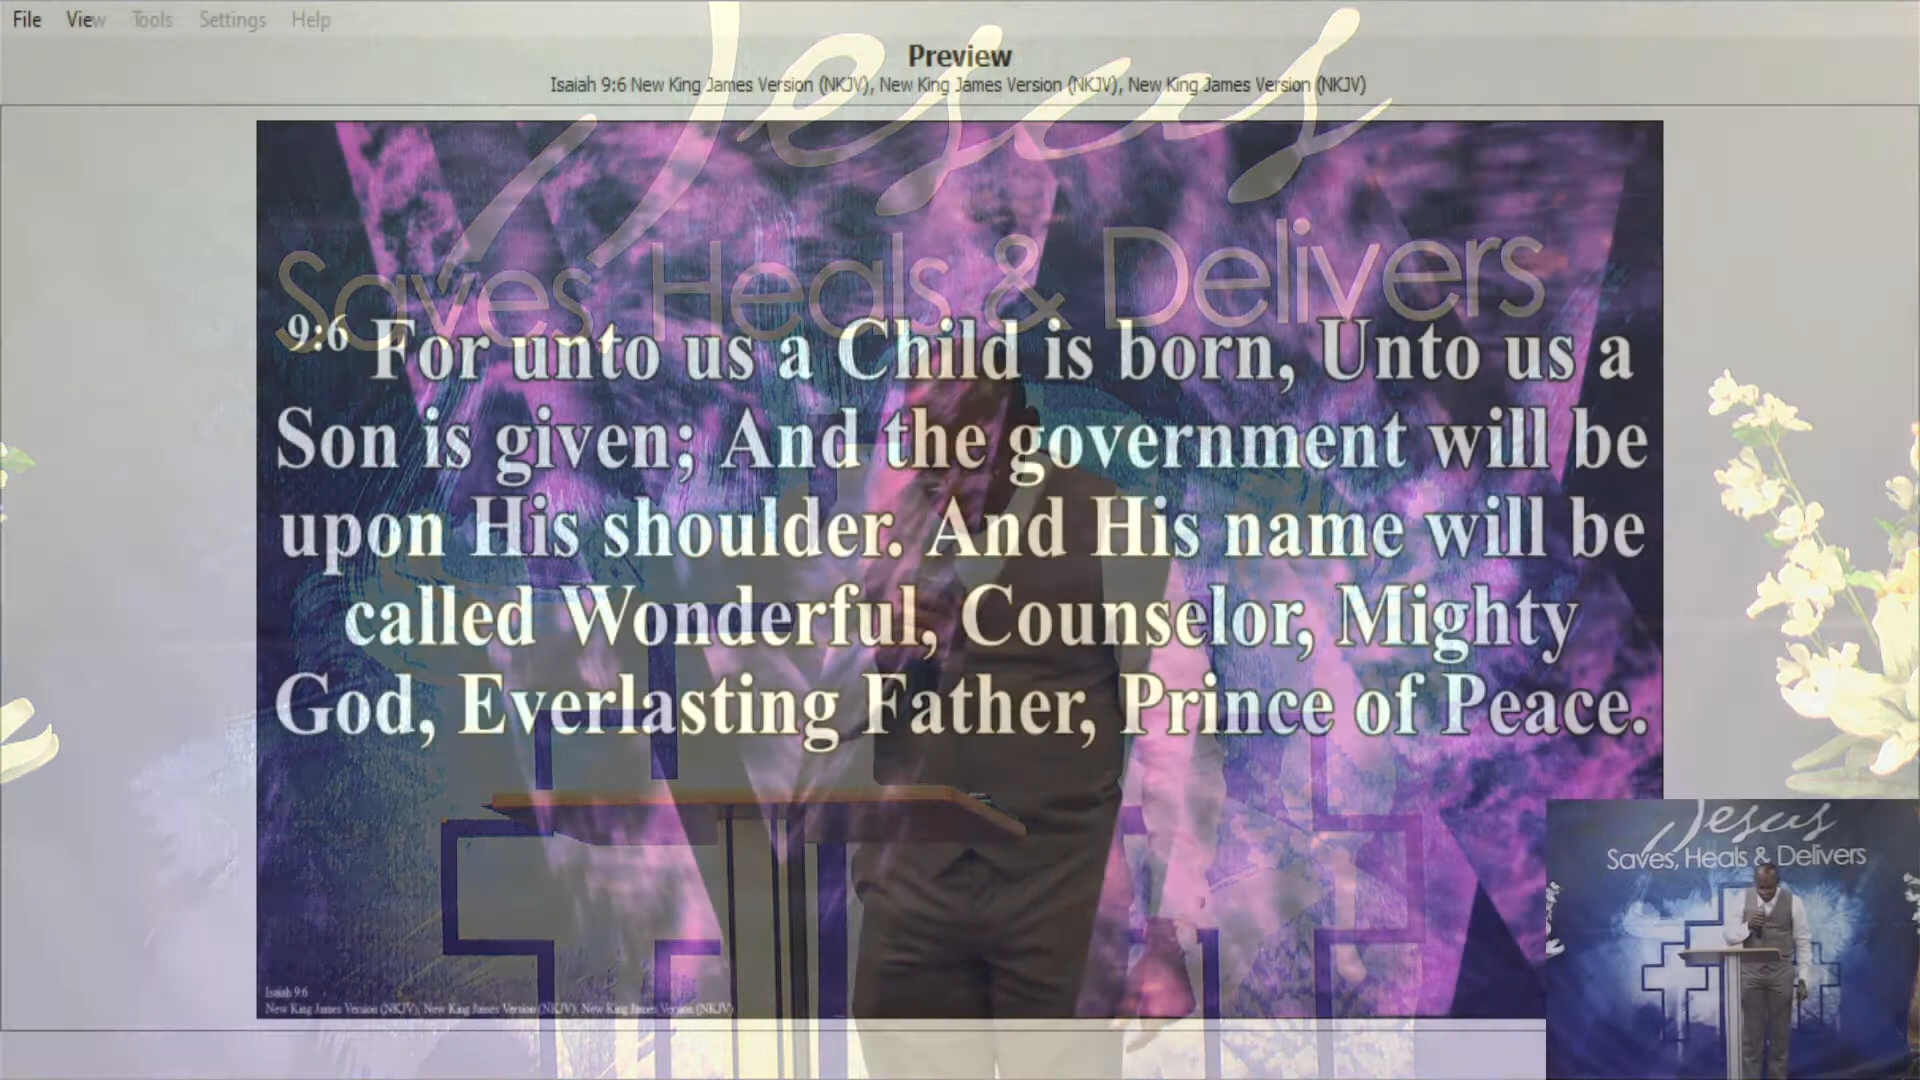 File View Tools Settings Help
Preview
Isaiah 9:6 New King James Version (NKJV), New King James Version (NKJV), New King James Version (NKJV)
Jesus
Saves Heals & Delivers
9:6 For unto us a Child is born, Unto us a
Son is given; And the government will be
upon His shoulder. And His name will be
called Wonderful, Counselor, Mighty
God, Everlasting Father, Prince of Peace.
Isaiah 9:6
New King James Version (NKJV), New King James Version (NKJV), New King James Version (NKJV)
Jesus
Saves, Heals & Delivers